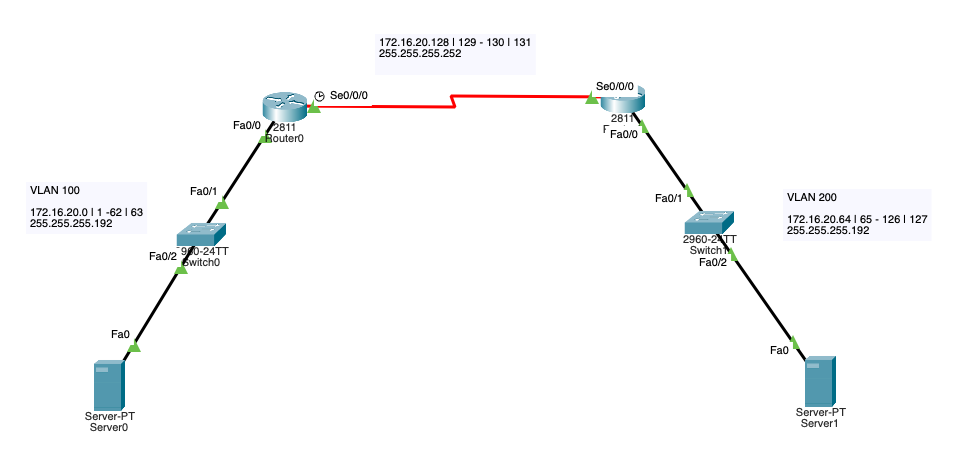 172.16.20.128 | 129 - 130 | 131
255.255.255.252
Se0/0/0
Se0/0/0
2811
Router0
Fa0/0
2811
Fa0/0
VLAN 100
172.16.20.0 | 1 -62 | 63
255.255.255.192
Fa0/1
Fa0/1
VLAN 200
172.16.20.64 | 65 - 126 | 127
255.255.255.192
Switch0
Fa0/2
2960-24TT
Fa0/2
Fa0
Fa0
Server-PT
Server0
Server-PT
Server1